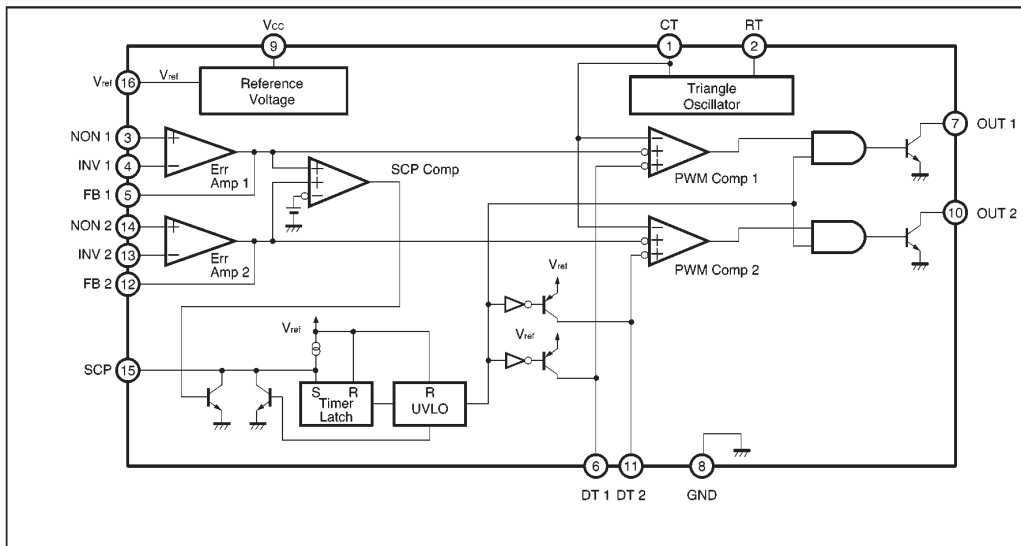 Vcc
CT
RT
9
1
2
Vref
16
Vref
Reference
Voltage
Triangle
Oscillator
NON 1
3
+
7
OUT 1
INV 1
4
−
Err
Amp 1
SCP Comp
−
+
+
PWM Comp 1
FB 1
5
+
+
−
NON 2
14
+
10
OUT 2
INV 2
13
−
Err
Amp 2
−
+
+
PWM Comp 2
FB 2
12
Vref
Vref
Vref
SCP
15
S
R
Timer
Latch
R
UVLO
6
11
8
DT 1
DT 2
GND